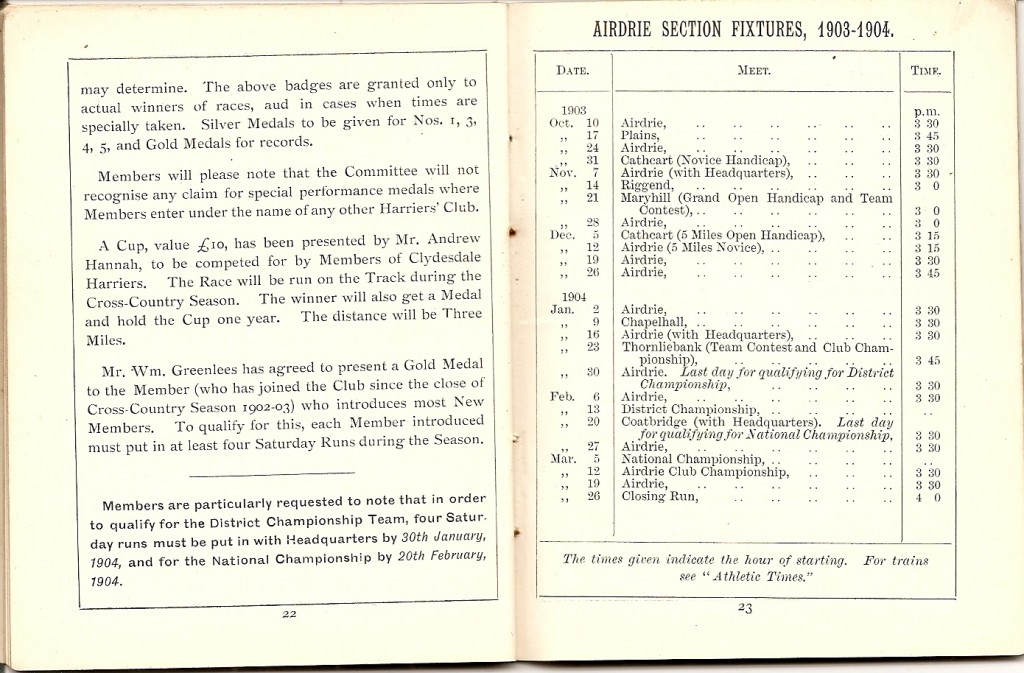 may determine. The above badges are granted only to
actual winners of races, aud in cases when times are
specially taken. Silver Medals to be given for Nos. 1, 3,
4, 5, and Gold Medals for records.
Members will please note that the Committee will not
recognise any claim for special performance medals where
Members enter under the name of any other Harriers' Club.
A Cup, value £10, has been presented by Mr. Andrew
Hannah, to be competed for by Members of Clydesdale
Harriers. The Race will be run on the Track during the
Cross-Country Season. The winner will also get a Medal
and hold the Cup one year. The distance will be Three
Miles.
Mr. Wm. Greenlees has agreed to present a Gold Medal
to the Member (who has joined the Club since the close of
Cross-Country Season 1902-03) who introduces most New
Members. To qualify for this, each Member introduced
must put in at least four Saturday Runs during the Season.
Members are particularly requested to note that in order
to qualify for the District Championship Team, four Satur-
day runs must be put in with Headquarters by 30th January,
1904, and for the National Championship by 20th February,
1904.
22
AIRDRIE SECTION FIXTURES, 1903-1904.
DATE. MEET. TIME.
1903 p.m.
Oct. 10 Airdrie, .. .. .. .. .. 3 30
,, 17 Plains, .. .. .. .. .. 3 45
,, 24 Airdrie, .. .. .. .. .. 3 30
,, 31 Cathcart (Novice Handicap), .. .. .. 3 30
Nov. 7 Airdrie (with Headquarters), .. .. .. 3 30
,, 14 Riggend, .. .. .. .. .. 3 0
,, 21 Maryhill (Grand Open Handicap and Team
Contest), .. .. .. .. .. .. 3 0
,, 28 Airdrie, .. .. .. .. .. 3 0
Dec. 5 Cathcart (5 Miles Open Handicap), .. .. 3 15
,, 12 Airdrie (5 Miles Novice), .. .. .. .. 3 15
,, 19 Airdrie, .. .. .. .. .. 3 30
,, 26 Airdrie, .. .. .. .. .. 3 45
1904
Jan. 2 Airdrie, .. .. .. .. .. 3 30
,, 9 Chapelhall, .. .. .. .. .. .. 3 30
,, 16 Airdrie (with Headquarters), .. .. .. 3 30
,, 23 Thornliebank (Team Contest and Club Cham-
pionship), .. .. .. .. .. 3 45
,, 30 Airdrie. Last day for qualifying for District
Championship, .. .. .. .. 3 30
Feb. 6 Airdrie, .. .. .. .. .. 3 30
,, 13 District Championship, .. .. .. .. ..
,, 20 Coatbridge (with Headquarters). Last day
for qualifying for National Championship, 3 30
,, 27 Airdrie, .. .. .. .. .. 3 30
Mar. 5 National Championship, .. .. .. .. ..
,, 12 Airdrie Club Championship, .. .. .. 3 30
,, 19 Airdrie, .. .. .. .. .. 3 30
,, 26 Closing Run, .. .. .. .. .. 4 0
The times given indicate the hour of starting. For trains
see "Athletic Times."
23